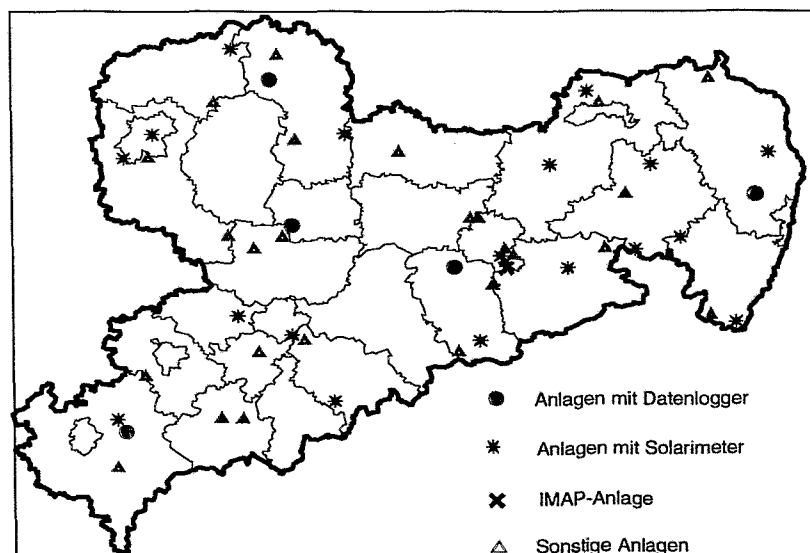 Anlagen mit Datenlogger
Anlagen mit Solarimeter
IMAP-Anlage
Sonstige Anlagen